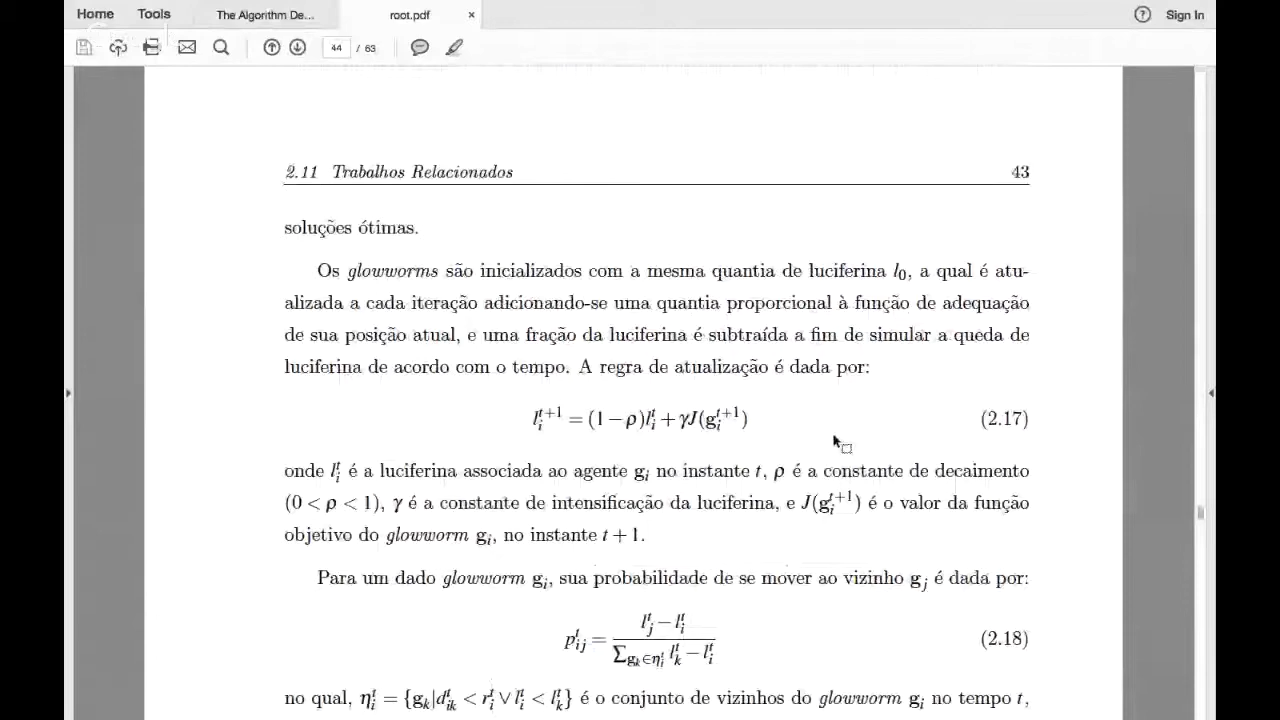 Home Tools The Algorithm De... root.pdf × ? Sign In
44 / 63
2.11 Trabalhos Relacionados 43
soluções ótimas.
Os glowworms são inicializados com a mesma quantia de luciferina l₀, a qual é atu-
alizada a cada iteração adicionando-se uma quantia proporcional à função de adequação
de sua posição atual, e uma fração da luciferina é subtraída a fim de simular a queda de
luciferina de acordo com o tempo. A regra de atualização é dada por:
l_i^{t+1} = (1 − ρ)l_i^t + γJ(g_i^{t+1}) (2.17)
onde l_i^t é a luciferina associada ao agente g_i no instante t, ρ é a constante de decaimento
(0 < ρ < 1), γ é a constante de intensificação da luciferina, e J(g_i^{t+1}) é o valor da função
objetivo do glowworm g_i, no instante t + 1.
Para um dado glowworm g_i, sua probabilidade de se mover ao vizinho g_j é dada por:
p_{ij}^t = \frac{l_j^t − l_i^t}{∑_{g_k∈η_i^t} l_k^t − l_i^t} (2.18)
no qual, η_i^t = {g_k|d_{ik}^t < r_i^t ∨ l_i^t < l_k^t} é o conjunto de vizinhos do glowworm g_i no tempo t,